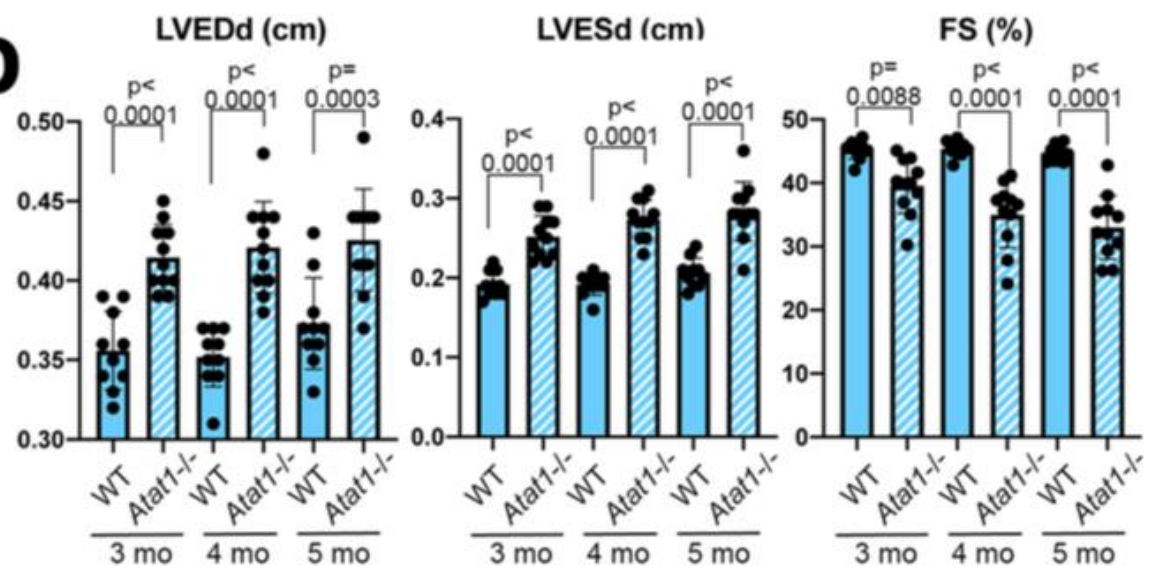 LVEDd (cm)
p<
0.0001
p<
0.0001
p=
0.0003
0.50
0.45
0.40
0.35
0.30
WT
Atat1-/-
WT
Atat1-/-
WT
Atat1-/-
3 mo
4 mo
5 mo
LVESd (cm)
p<
0.0001
p<
0.0001
p<
0.0001
0.4
0.3
0.2
0.1
0.0
WT
Atat1-/-
WT
Atat1-/-
WT
Atat1-/-
3 mo
4 mo
5 mo
FS (%)
p=
0.0088
p<
0.0001
p<
0.0001
50
40
30
20
10
0
WT
Atat1-/-
WT
Atat1-/-
WT
Atat1-/-
3 mo
4 mo
5 mo